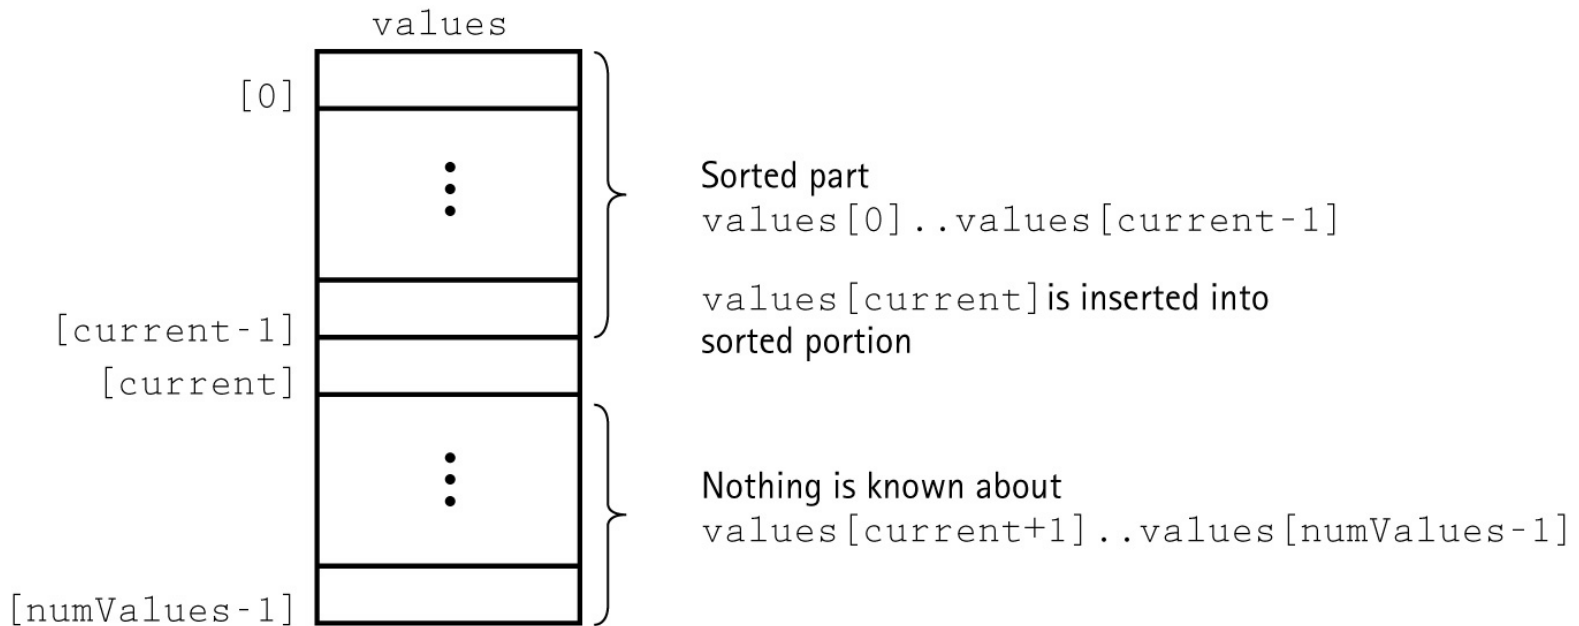 values
[0]
Sorted part
values[0]..values[current-1]
values[current] is inserted into
sorted portion
[current-1]
[current]
Nothing is known about
values[current+1]..values[numValues-1]
[numValues-1]